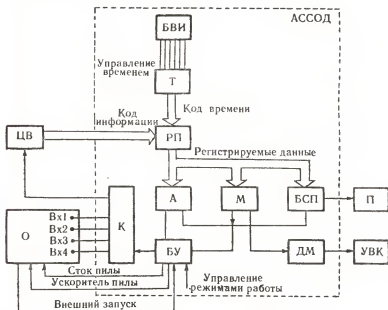 АССОД
БВИ
Управление
временем
Т
Код
информации
Код времени
ЦВ
РП
Регистрируемые данные
А
М
БСП
П
К
О
Вх1
Вх2
Вх3
Вх4
БУ
ДМ
УВК
Сток пилы
Ускоритель пилы
Управление
режимами работы
Внешний запуск